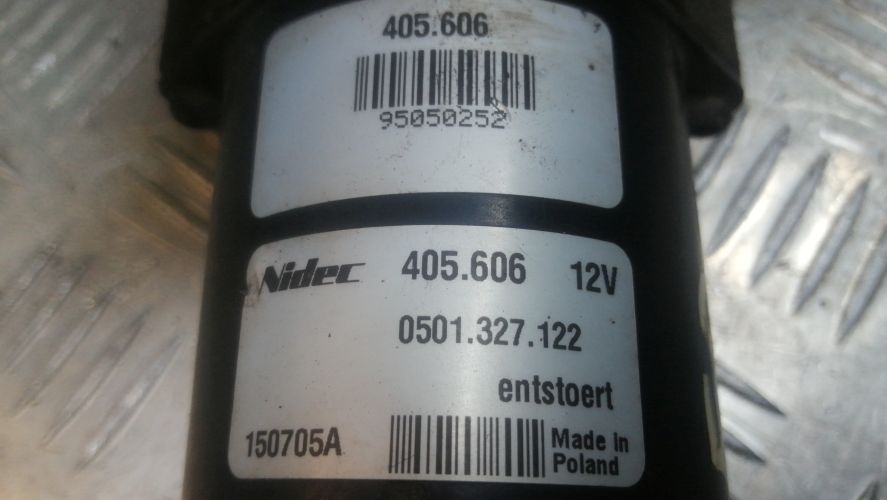 405.606
95050252
Nidec 405.606 12V
0501.327.122
entstoert
150705A Made in
Poland